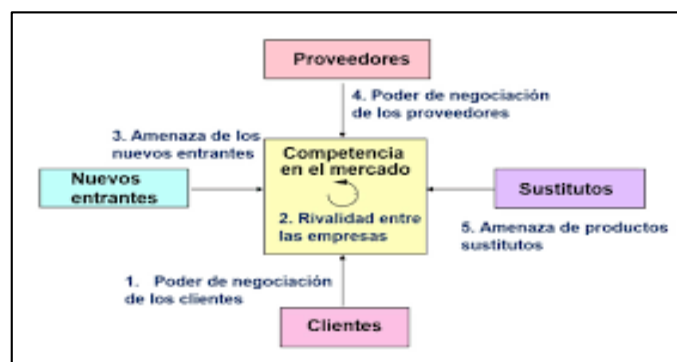 Proveedores
4. Poder de negociación
de los proveedores
3. Amenaza de los
nuevos entrantes
Competencia
en el mercado
Nuevos
entrantes
2. Rivalidad entre
las empresas
Sustitutos
5. Amenaza de productos
sustitutos
1. Poder de negociación
de los clientes
Clientes